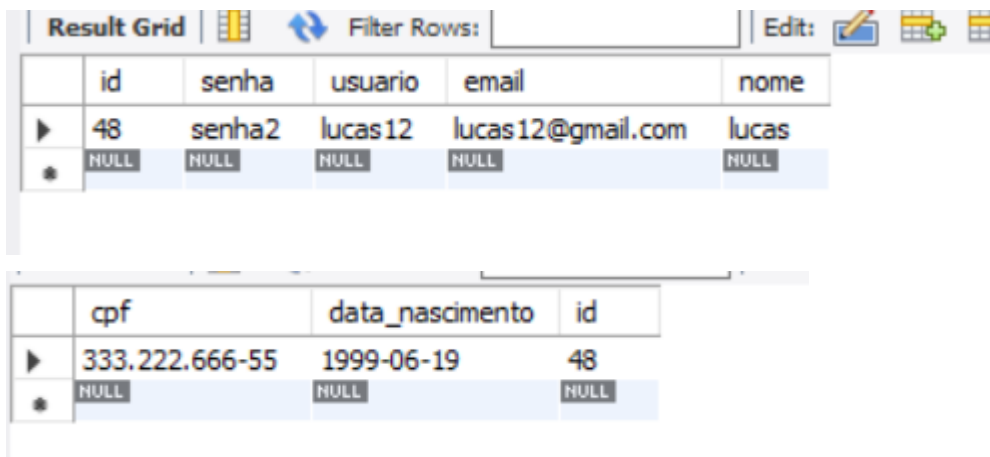 Result Grid Filter Rows: Edit:
id senha usuario email nome
48 senha2 lucas12 lucas12@gmail.com lucas
NULL NULL NULL NULL NULL
cpf data_nascimento id
333.222.666-55 1999-06-19 48
NULL NULL NULL